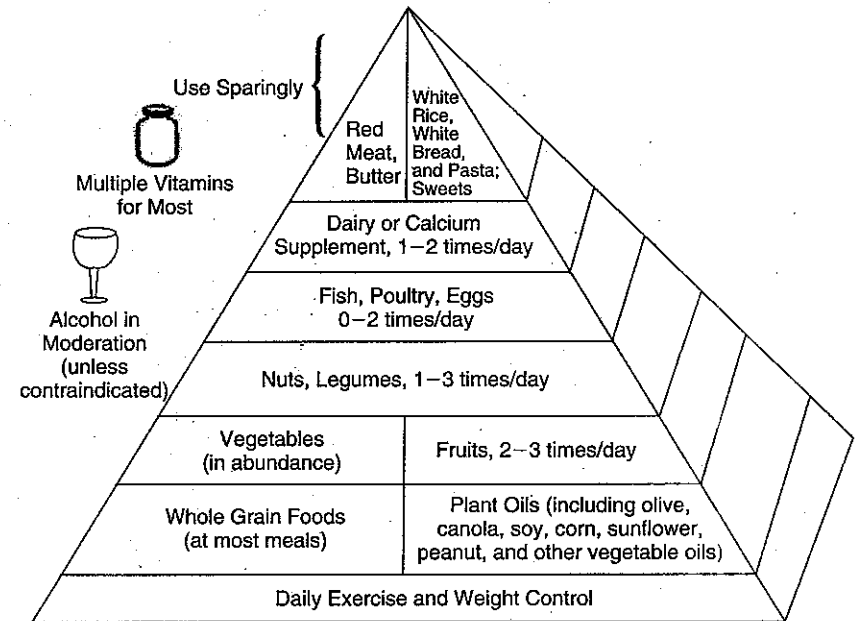 Use Sparingly
Red
Meat,
Butter
White
Rice,
White
Bread,
and Pasta;
Sweets
Multiple Vitamins
for Most
Dairy or Calcium
Supplement, 1–2 times/day
Fish, Poultry, Eggs
0–2 times/day
Alcohol in
Moderation
(unless
contraindicated)
Nuts, Legumes, 1–3 times/day
Vegetables
(in abundance)
Fruits, 2–3 times/day
Whole Grain Foods
(at most meals)
Plant Oils (including olive,
canola, soy, corn, sunflower,
peanut, and other vegetable oils)
Daily Exercise and Weight Control